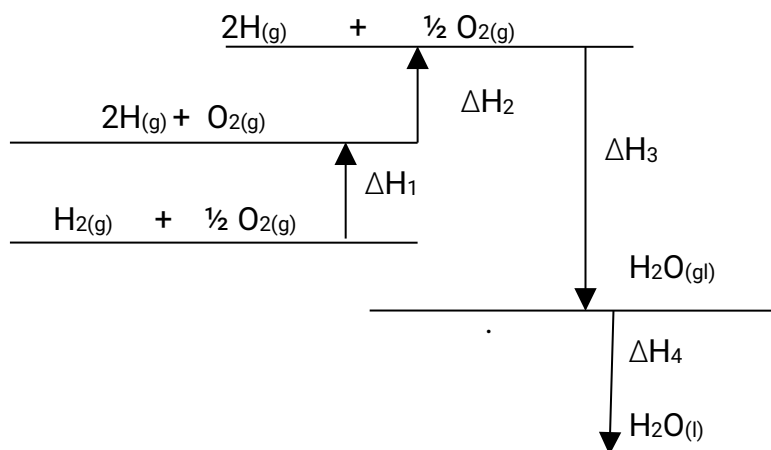 2H(g) + ½ O2(g)
ΔH2
2H(g) + O2(g)
ΔH3
ΔH1
H2(g) + ½ O2(g)
H2O(gl)
ΔH4
H2O(l)